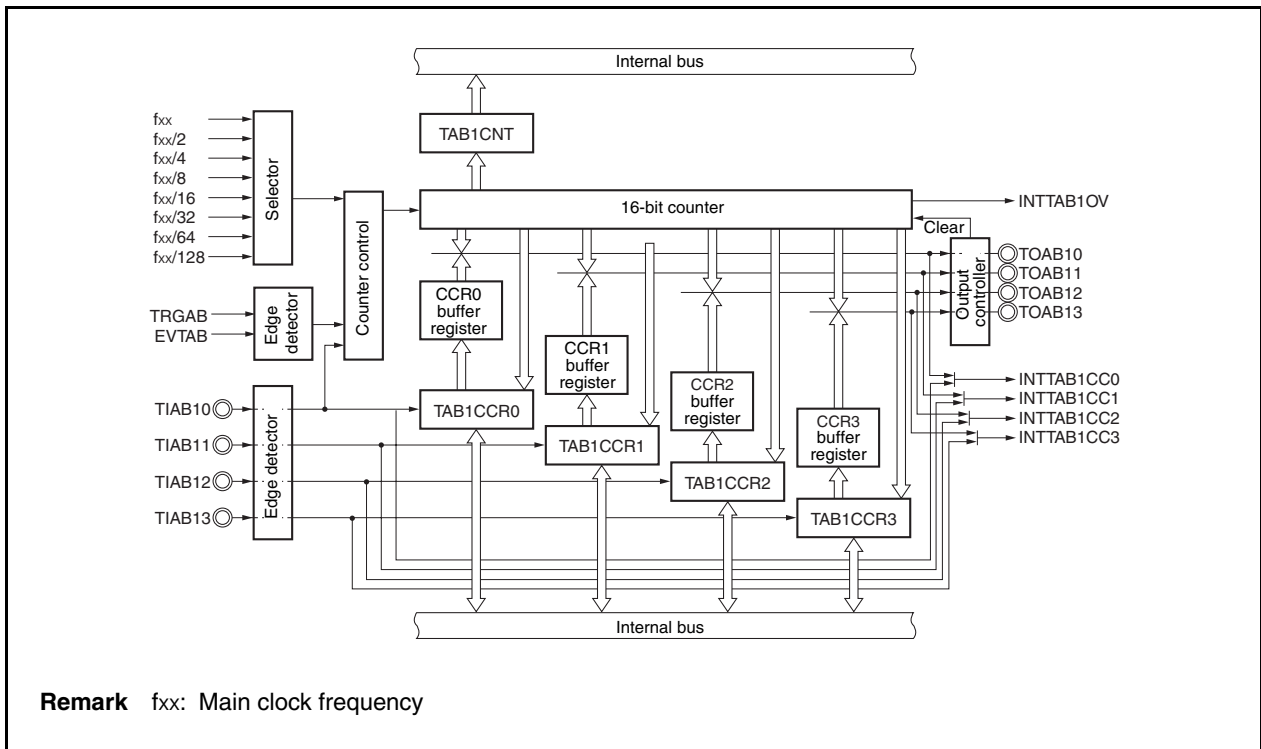 Internal bus
TAB1CNT
fxx
fxx/2
fxx/4
fxx/8
fxx/16
fxx/32
fxx/64
fxx/128
Selector
Counter control
16-bit counter
INTTAB1OV
Clear
TRGAB
EVTAB
Edge
detector
CCR0
buffer
register
CCR1
buffer
register
CCR2
buffer
register
CCR3
buffer
register
Output
controller
TOAB10
TOAB11
TOAB12
TOAB13
TIAB10
TIAB11
TIAB12
TIAB13
Edge detector
TAB1CCR0
TAB1CCR1
TAB1CCR2
TAB1CCR3
INTTAB1CC0
INTTAB1CC1
INTTAB1CC2
INTTAB1CC3
Internal bus
Remark fxx: Main clock frequency